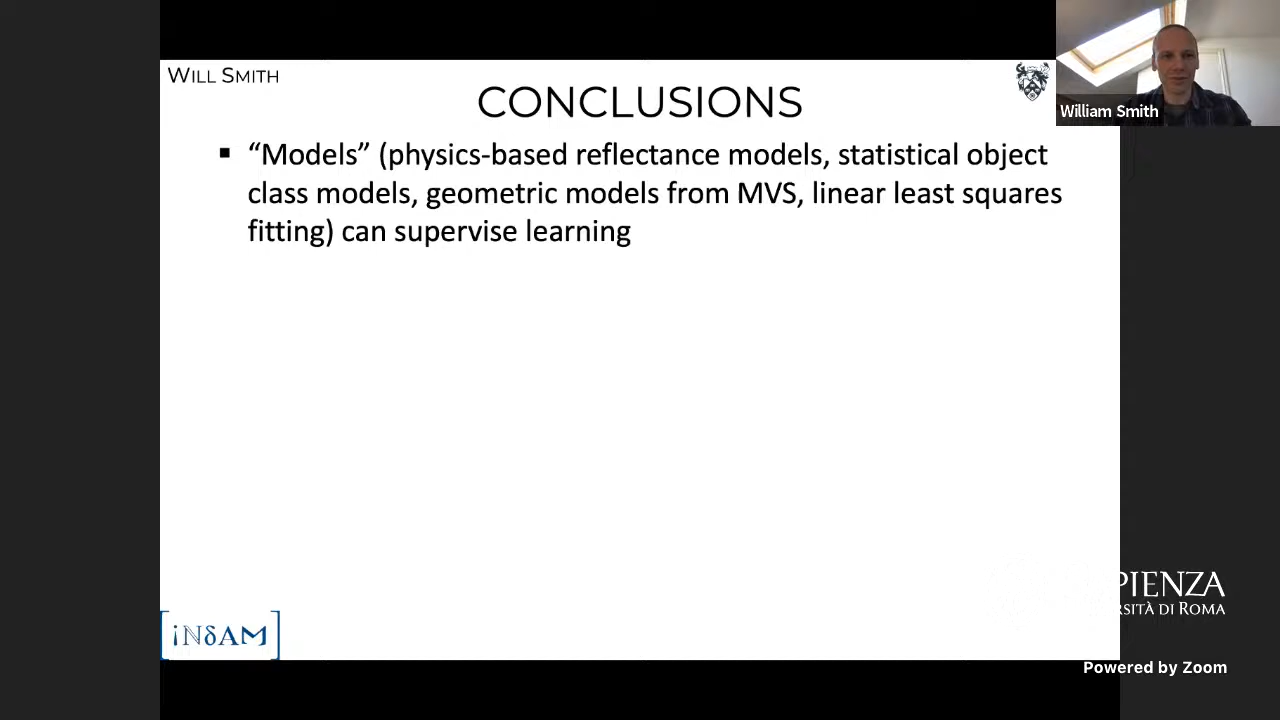 WILL SMITH
CONCLUSIONS
▪ “Models” (physics-based reflectance models, statistical object
class models, geometric models from MVS, linear least squares
fitting) can supervise learning
William Smith
[iNδAM]
PIENZA
RSITÀ DI ROMA
Powered by Zoom